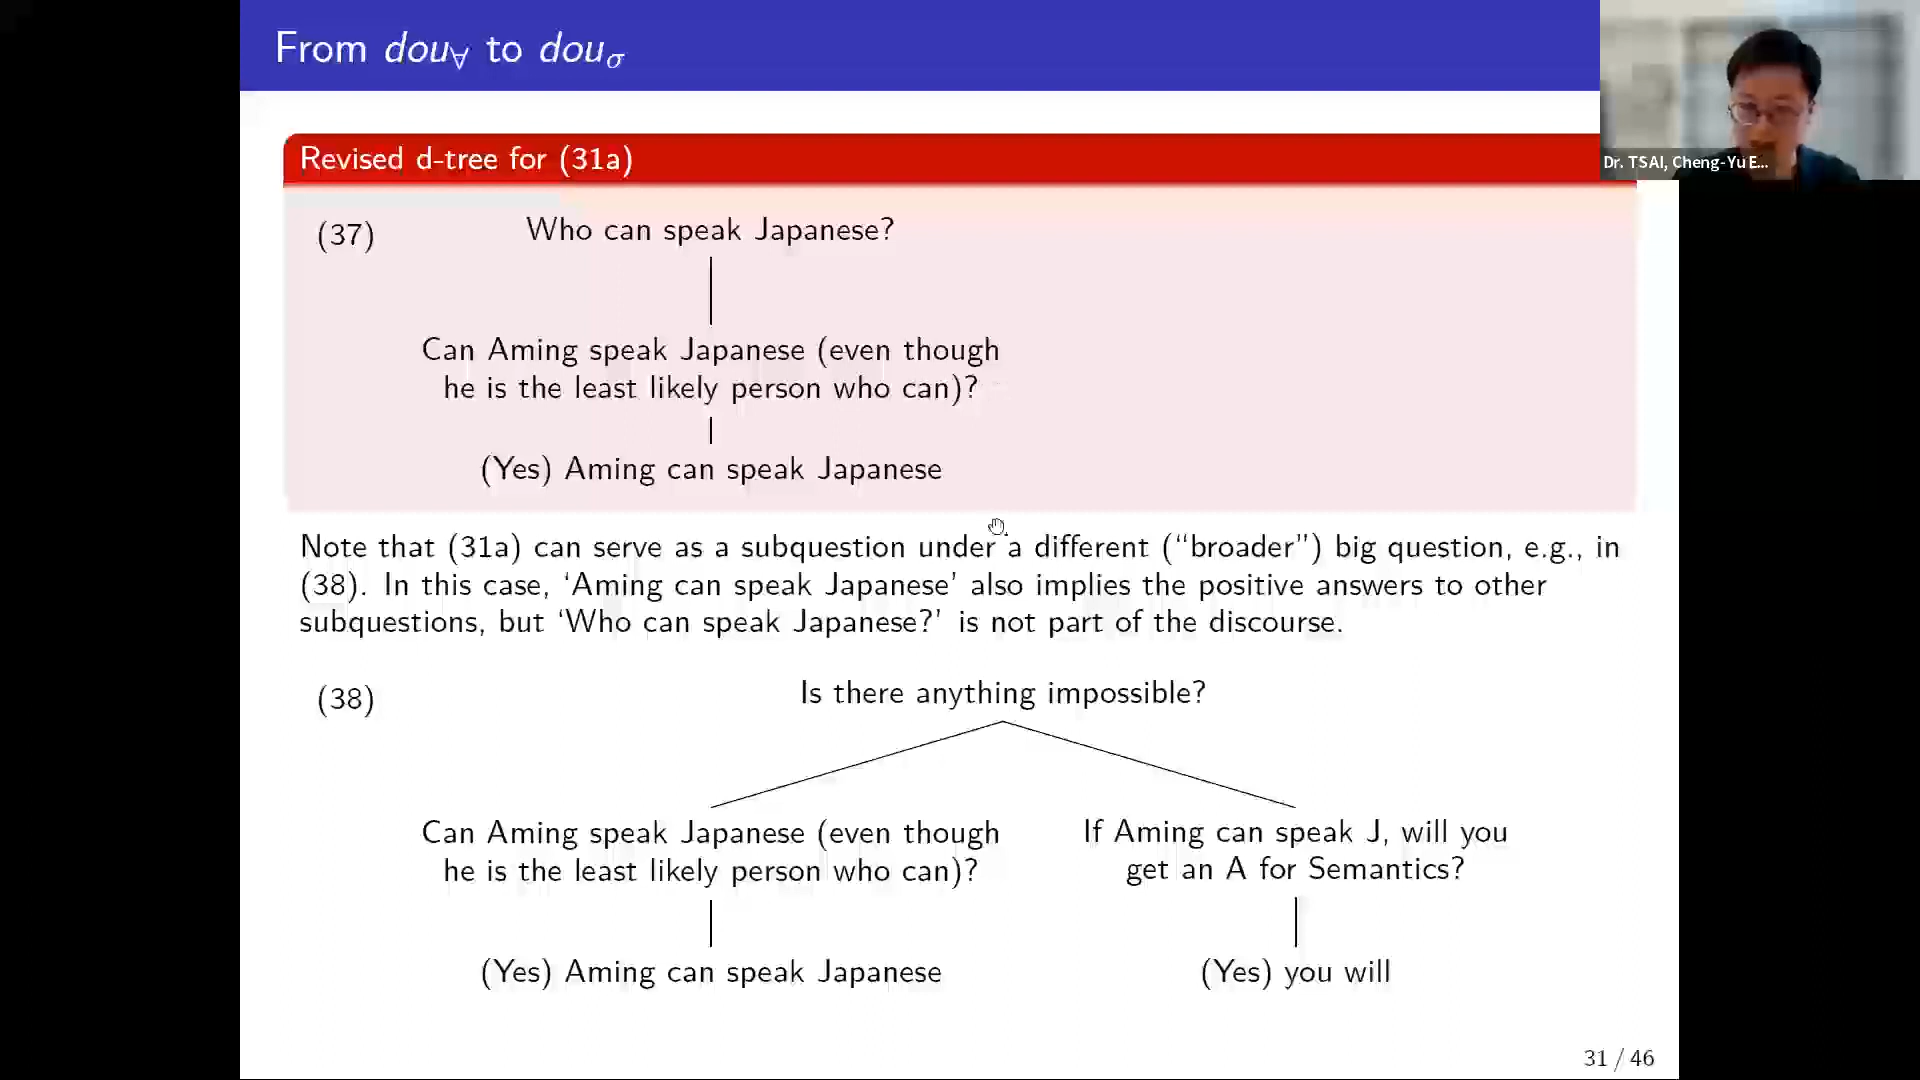 From dou∀ to douσ
Revised d-tree for (31a)
Dr. TSAI, Cheng-Yu E...
(37)
Who can speak Japanese?
Can Aming speak Japanese (even though
he is the least likely person who can)?
(Yes) Aming can speak Japanese
Note that (31a) can serve as a subquestion under a different (“broader”) big question, e.g., in
(38). In this case, ‘Aming can speak Japanese’ also implies the positive answers to other
subquestions, but ‘Who can speak Japanese?’ is not part of the discourse.
(38)
Is there anything impossible?
Can Aming speak Japanese (even though
he is the least likely person who can)?
(Yes) Aming can speak Japanese
If Aming can speak J, will you
get an A for Semantics?
(Yes) you will
31 / 46